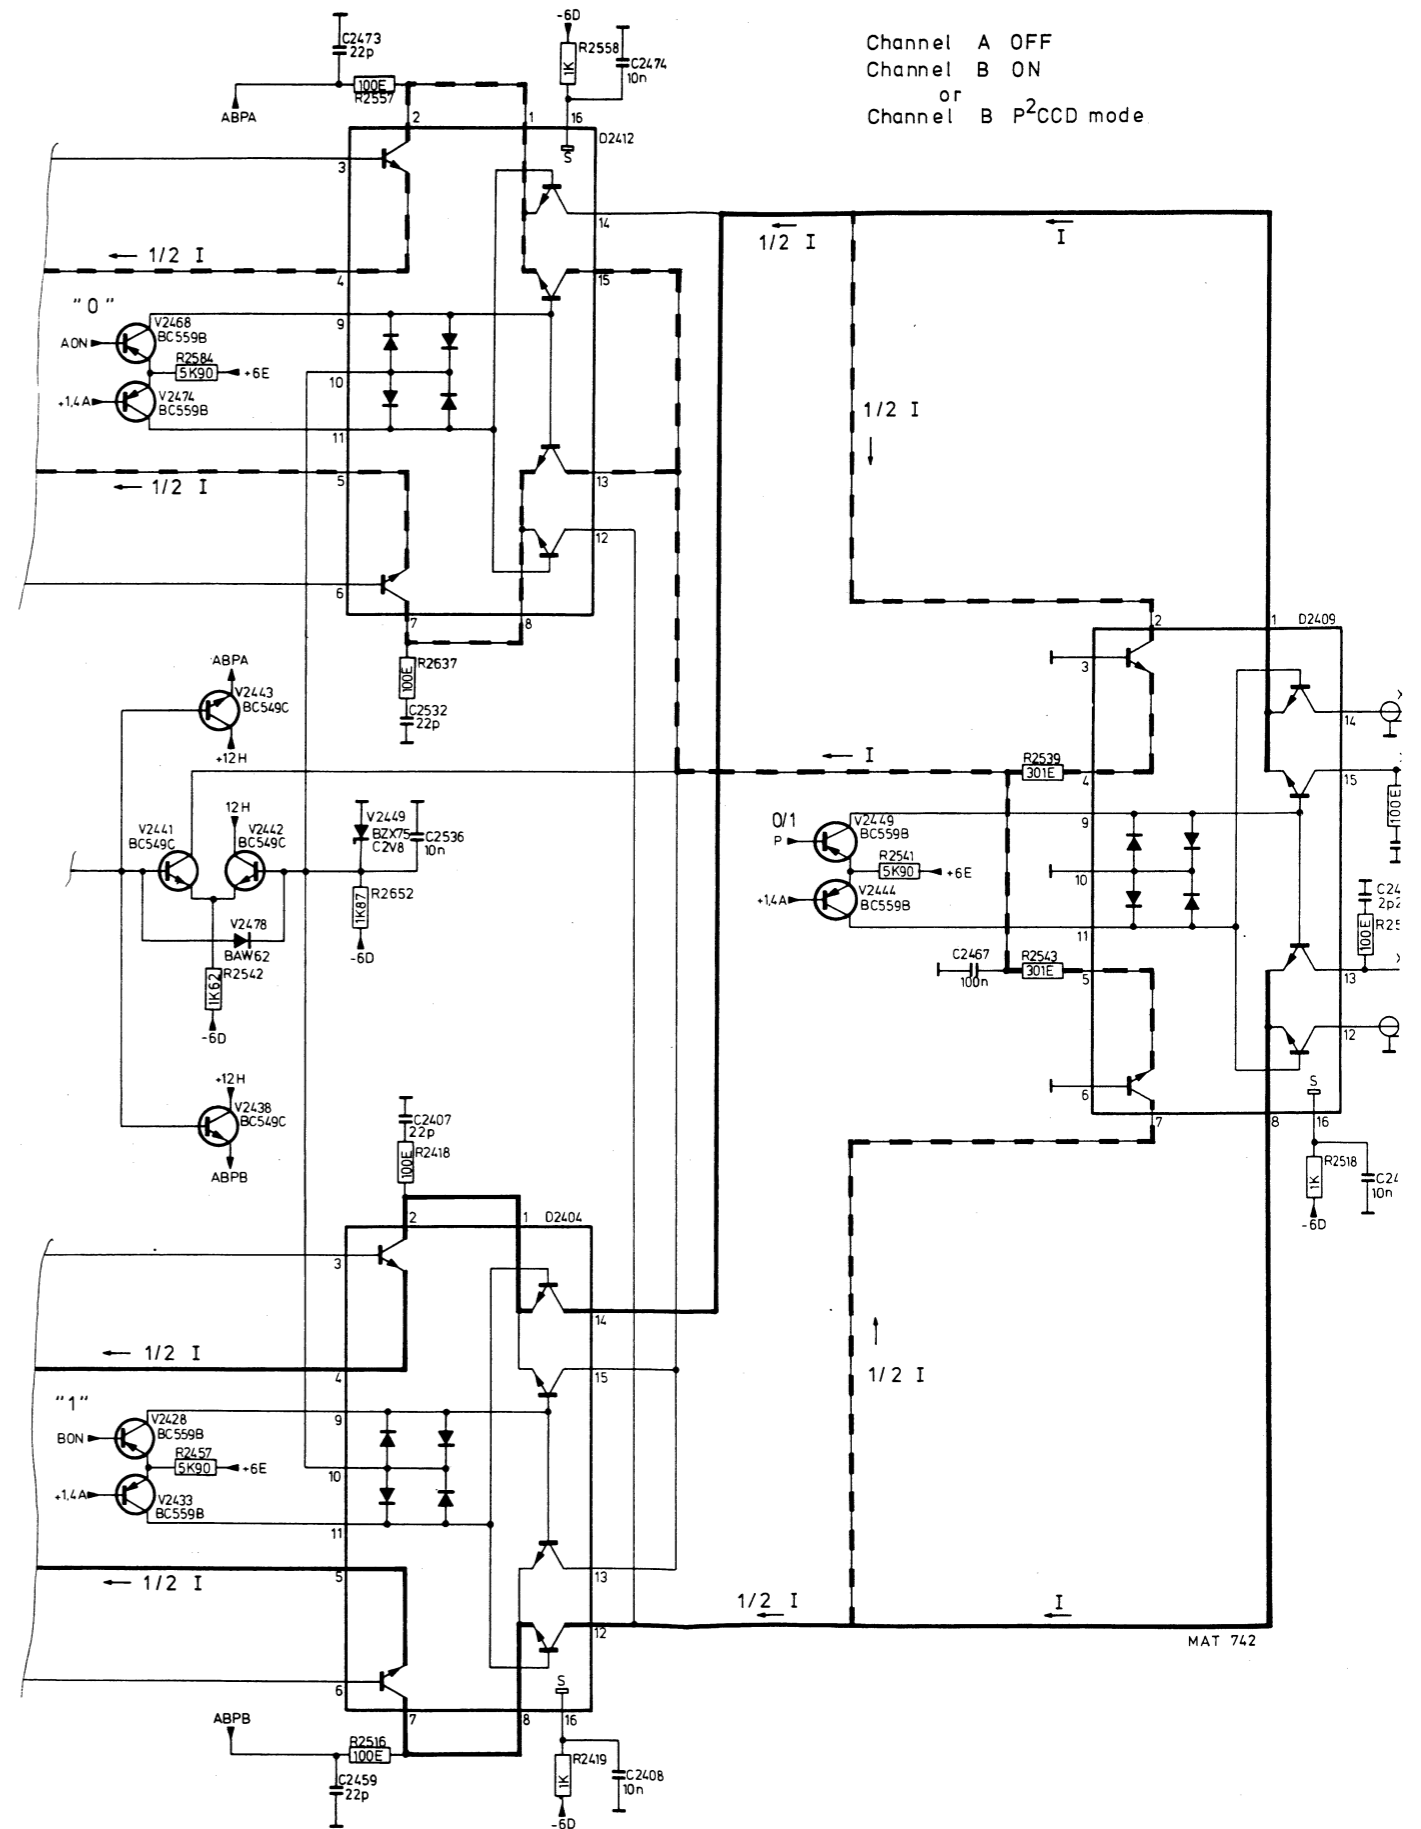 Channel A OFF
Channel B ON
or
Channel B P²CCD mode
-6D
C2473
22p
R2558
1K
C2474
10n
100E
R2557
ABPA
2
1
16
D2412
S
3
14
1/2 I
4
15
"0"
V2468
BC559B
AON
R2584
5K90
+6E
+1,4A
V2474
BC559B
9
10
11
5
1/2 I
13
12
6
7
8
R2637
100E
C2532
22p
1/2 I
I
1/2 I
ABPA
V2443
BC549C
+12H
V2441
BC549C
12H
V2442
BC549C
V2449
BZX75
C2V8
C2536
10n
R2652
1K87
-6D
V2478
BAW62
R2542
1K62
-6D
+12H
V2438
BC549C
ABPB
I
R2539
301E
0/1
P
V2449
BC559B
R2541
5K90
+6E
+1,4A
V2444
BC559B
C2467
100n
R2543
301E
2
1
D2409
3
14
4
15
9
10
11
5
13
12
6
7
8
S
16
100E
C24
2p2
100E
R25
R2518
1K
-6D
C24
10n
C2407
22p
R2418
100E
2
1
D2404
3
14
1/2 I
4
15
"1"
V2428
BC559B
BON
R2457
5K90
+6E
+1,4A
V2433
BC559B
9
10
11
5
1/2 I
13
12
6
7
8
S
16
1/2 I
1/2 I
I
MAT 742
ABPB
R2516
100E
C2459
22p
R2419
1K
C2408
10n
-6D